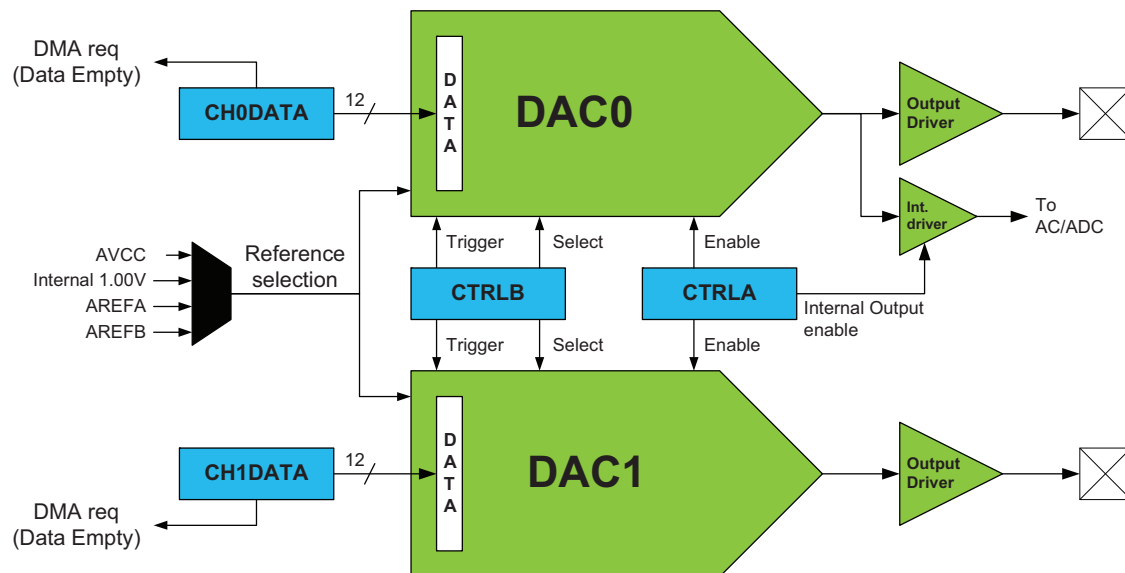 DMA req
(Data Empty)
CH0DATA
12
DATA
DAC0
Output
Driver
Int.
driver
To
AC/ADC
Trigger
Select
Enable
AVCC
Internal 1.00V
AREFA
AREFB
Reference
selection
CTRLB
CTRLA
Internal Output
enable
Trigger
Select
Enable
CH1DATA
12
DATA
DAC1
Output
Driver
DMA req
(Data Empty)